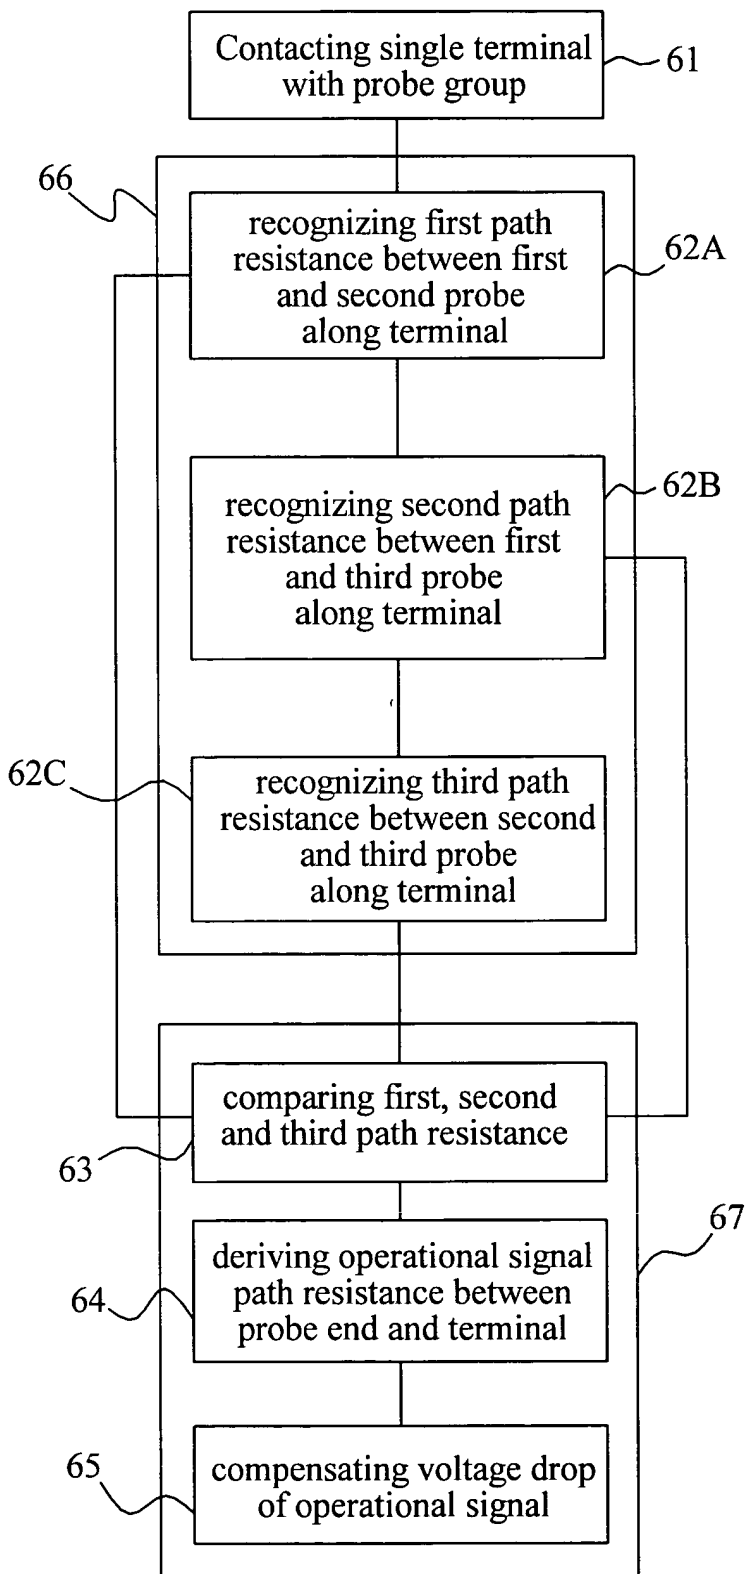 Contacting single terminal
with probe group
61
66
recognizing first path
resistance between first
and second probe
along terminal
62A
recognizing second path
resistance between first
and third probe
along terminal
62B
62C
recognizing third path
resistance between second
and third probe
along terminal
comparing first, second
and third path resistance
63
67
deriving operational signal
path resistance between
probe end and terminal
64
65
compensating voltage drop
of operational signal